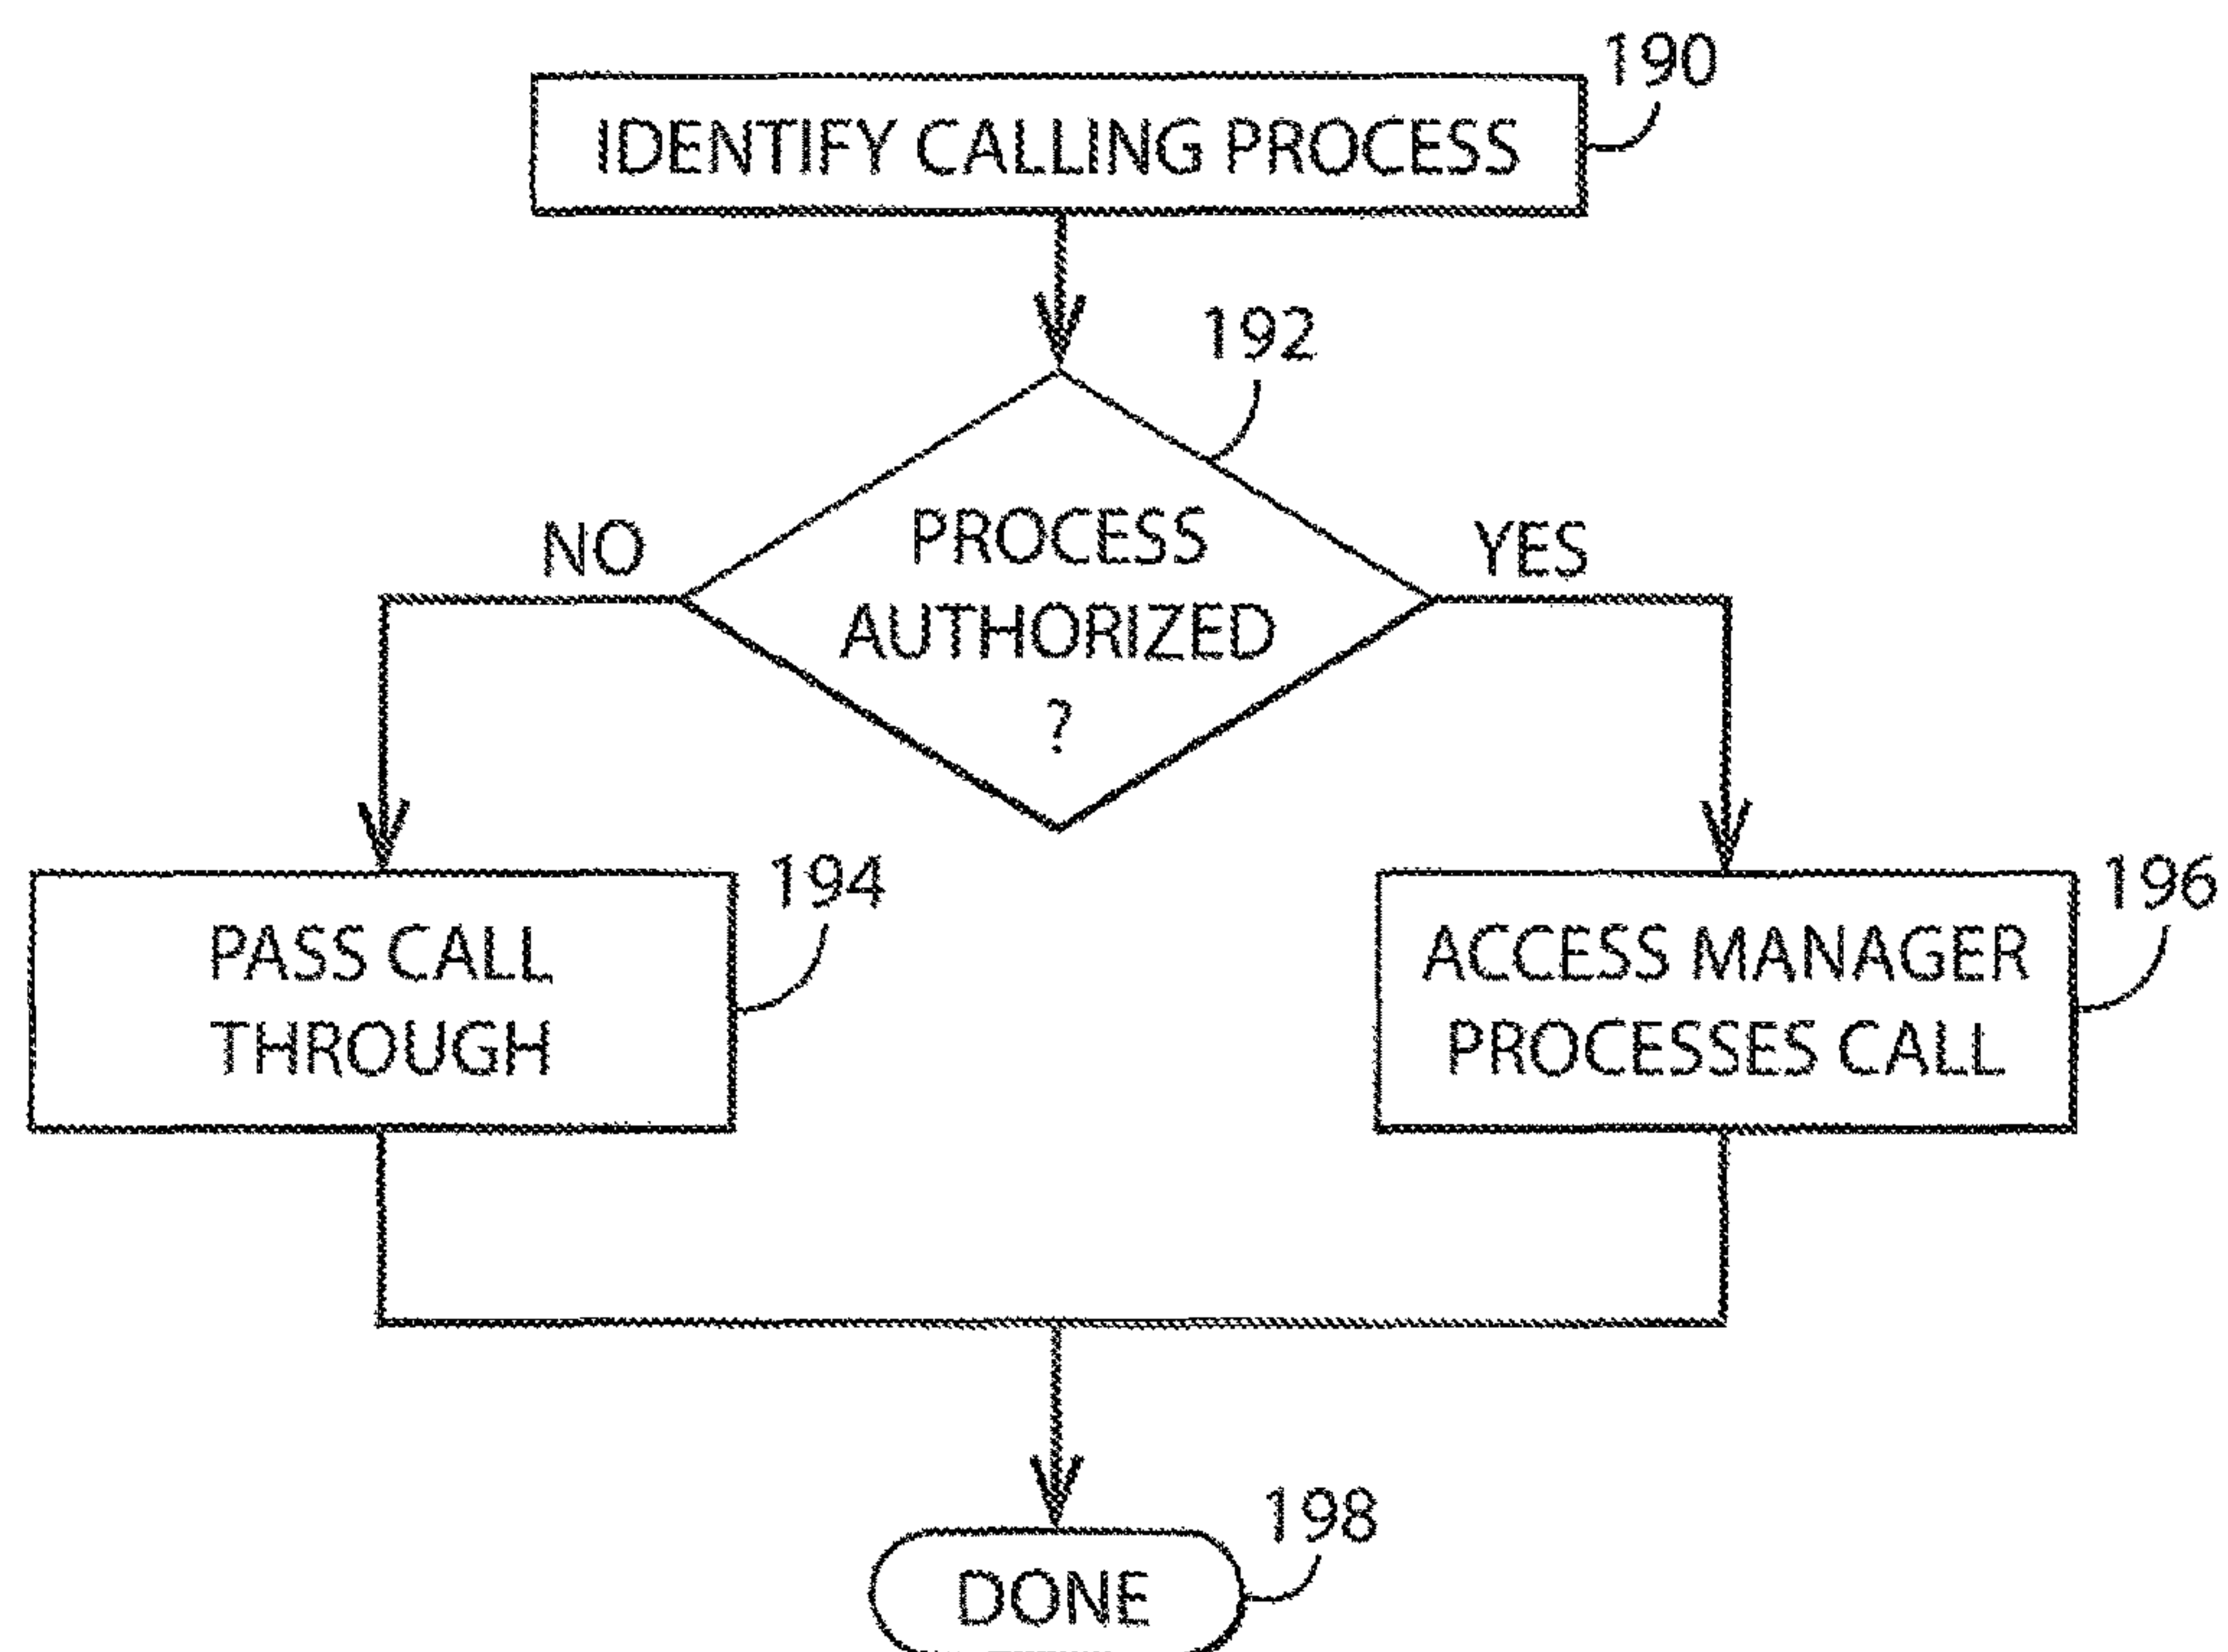 190
IDENTIFY CALLING PROCESS
192
NO
PROCESS
YES
AUTHORIZED
?
194
PASS CALL
THROUGH
196
ACCESS MANAGER
PROCESSES CALL
198
DONE